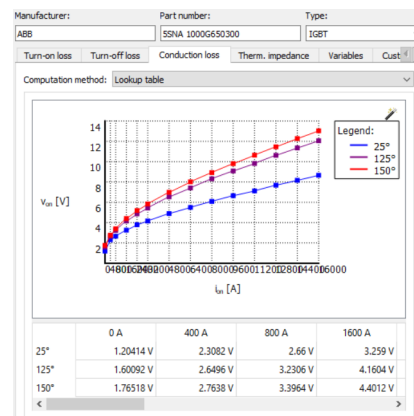 Manufacturer: Part number: Type:
ABB 5SNA 1000G650300 IGBT
Turn-on loss Turn-off loss Conduction loss Therm. impedance Variables Cust
Computation method: Lookup table
14
12
10
8
6
4
2
Von [V]
ion [A]
Legend:
25°
125°
150°
0 A 400 A 800 A 1600 A
25° 1.20414 V 2.3082 V 2.66 V 3.259 V
125° 1.60092 V 2.6496 V 3.2306 V 4.1604 V
150° 1.76518 V 2.7638 V 3.3964 V 4.4012 V